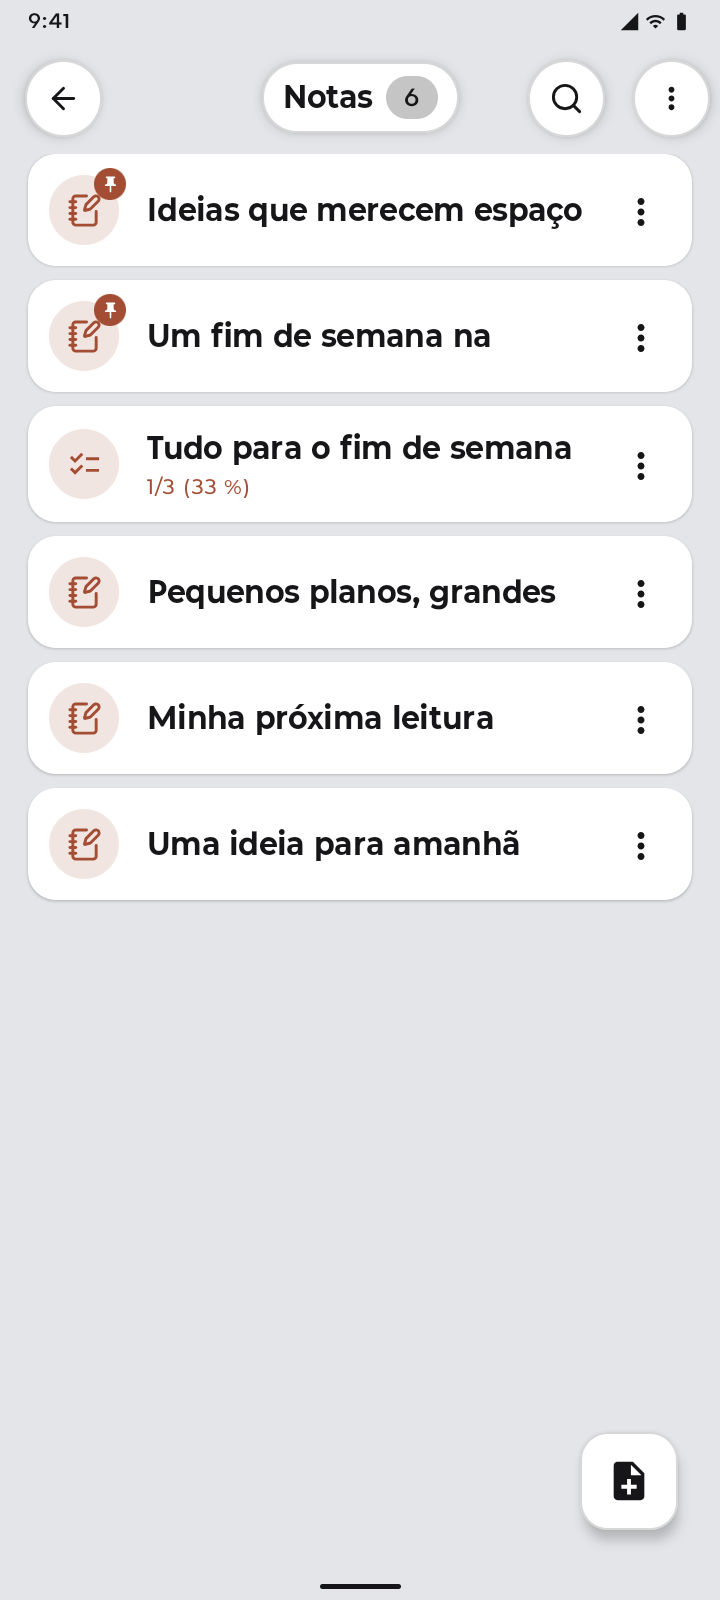 9:41
Notas 6
Ideias que merecem espaço
Um fim de semana na
Tudo para o fim de semana
1/3 (33 %)
Pequenos planos, grandes
Minha próxima leitura
Uma ideia para amanhã